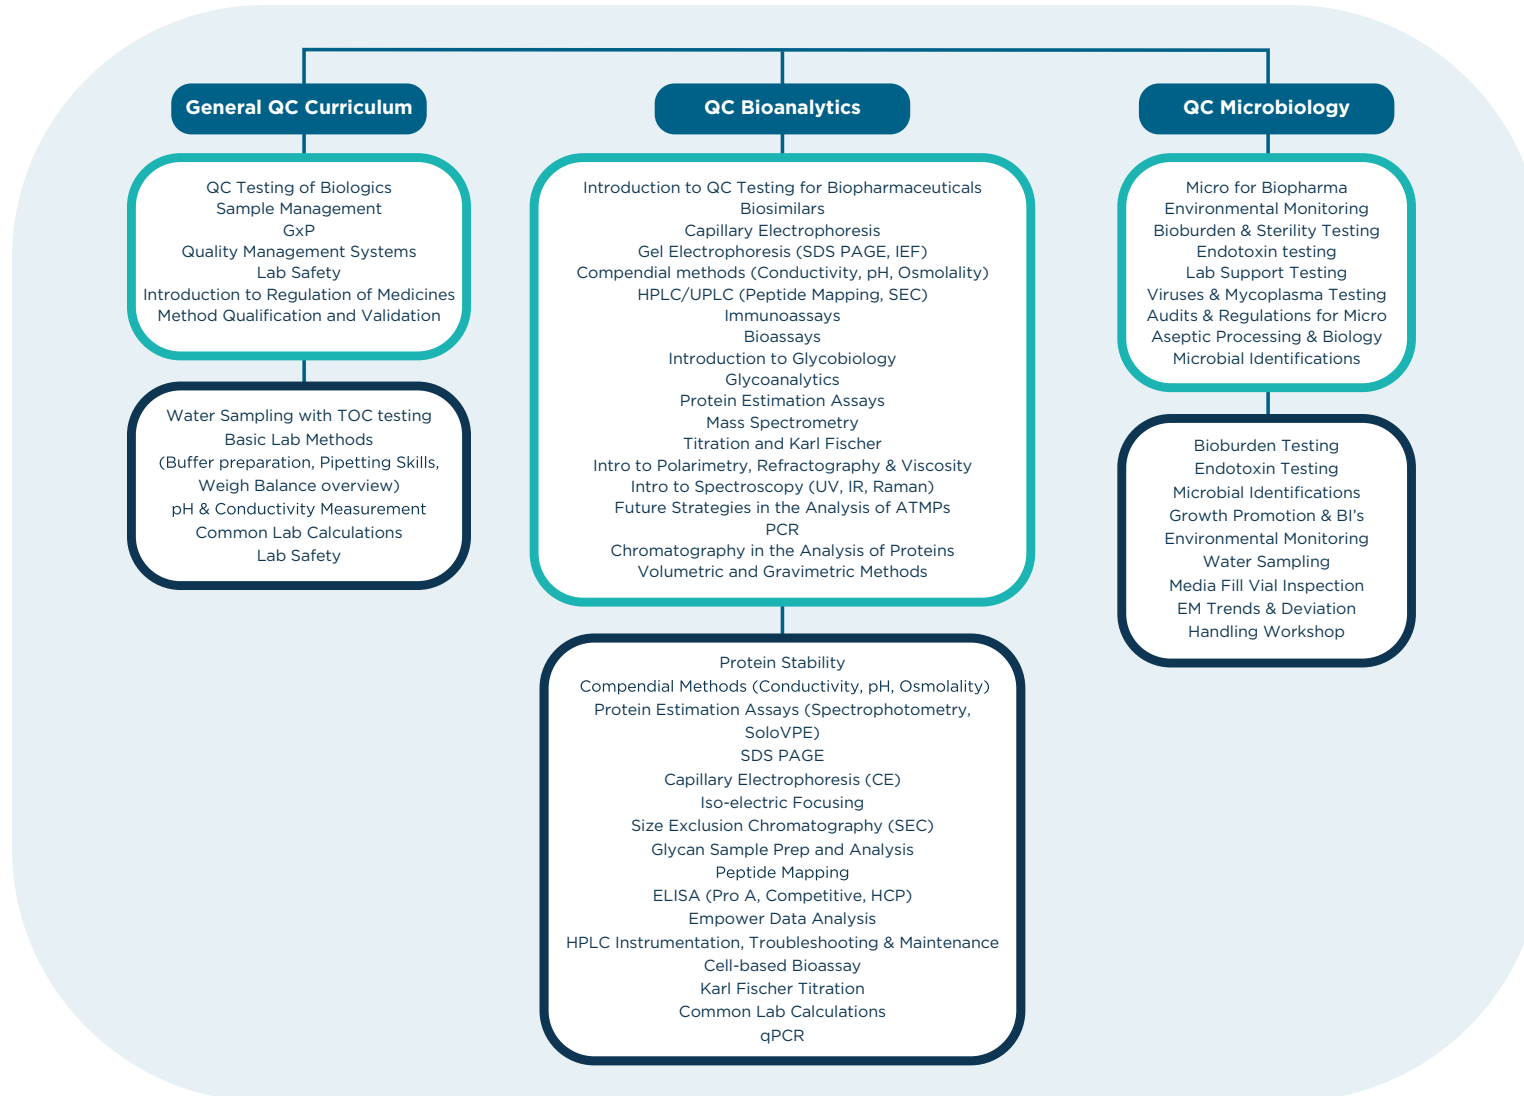 General QC Curriculum
QC Testing of Biologics
Sample Management
GxP
Quality Management Systems
Lab Safety
Introduction to Regulation of Medicines
Method Qualification and Validation
Water Sampling with TOC testing
Basic Lab Methods
(Buffer preparation, Pipetting Skills,
Weigh Balance overview)
pH & Conductivity Measurement
Common Lab Calculations
Lab Safety
QC Bioanalytics
Introduction to QC Testing for Biopharmaceuticals
Biosimilars
Capillary Electrophoresis
Gel Electrophoresis (SDS PAGE, IEF)
Compendial methods (Conductivity, pH, Osmolality)
HPLC/UPLC (Peptide Mapping, SEC)
Immunoassays
Bioassays
Introduction to Glycobiology
Glycoanalytics
Protein Estimation Assays
Mass Spectrometry
Titration and Karl Fischer
Intro to Polarimetry, Refractography & Viscosity
Intro to Spectroscopy (UV, IR, Raman)
Future Strategies in the Analysis of ATMPs
PCR
Chromatography in the Analysis of Proteins
Volumetric and Gravimetric Methods
Protein Stability
Compendial Methods (Conductivity, pH, Osmolality)
Protein Estimation Assays (Spectrophotometry,
SoloVPE)
SDS PAGE
Capillary Electrophoresis (CE)
Iso-electric Focusing
Size Exclusion Chromatography (SEC)
Glycan Sample Prep and Analysis
Peptide Mapping
ELISA (Pro A, Competitive, HCP)
Empower Data Analysis
HPLC Instrumentation, Troubleshooting & Maintenance
Cell-based Bioassay
Karl Fischer Titration
Common Lab Calculations
qPCR
QC Microbiology
Micro for Biopharma
Environmental Monitoring
Bioburden & Sterility Testing
Endotoxin testing
Lab Support Testing
Viruses & Mycoplasma Testing
Audits & Regulations for Micro
Aseptic Processing & Biology
Microbial Identifications
Bioburden Testing
Endotoxin Testing
Microbial Identifications
Growth Promotion & BI's
Environmental Monitoring
Water Sampling
Media Fill Vial Inspection
EM Trends & Deviation
Handling Workshop